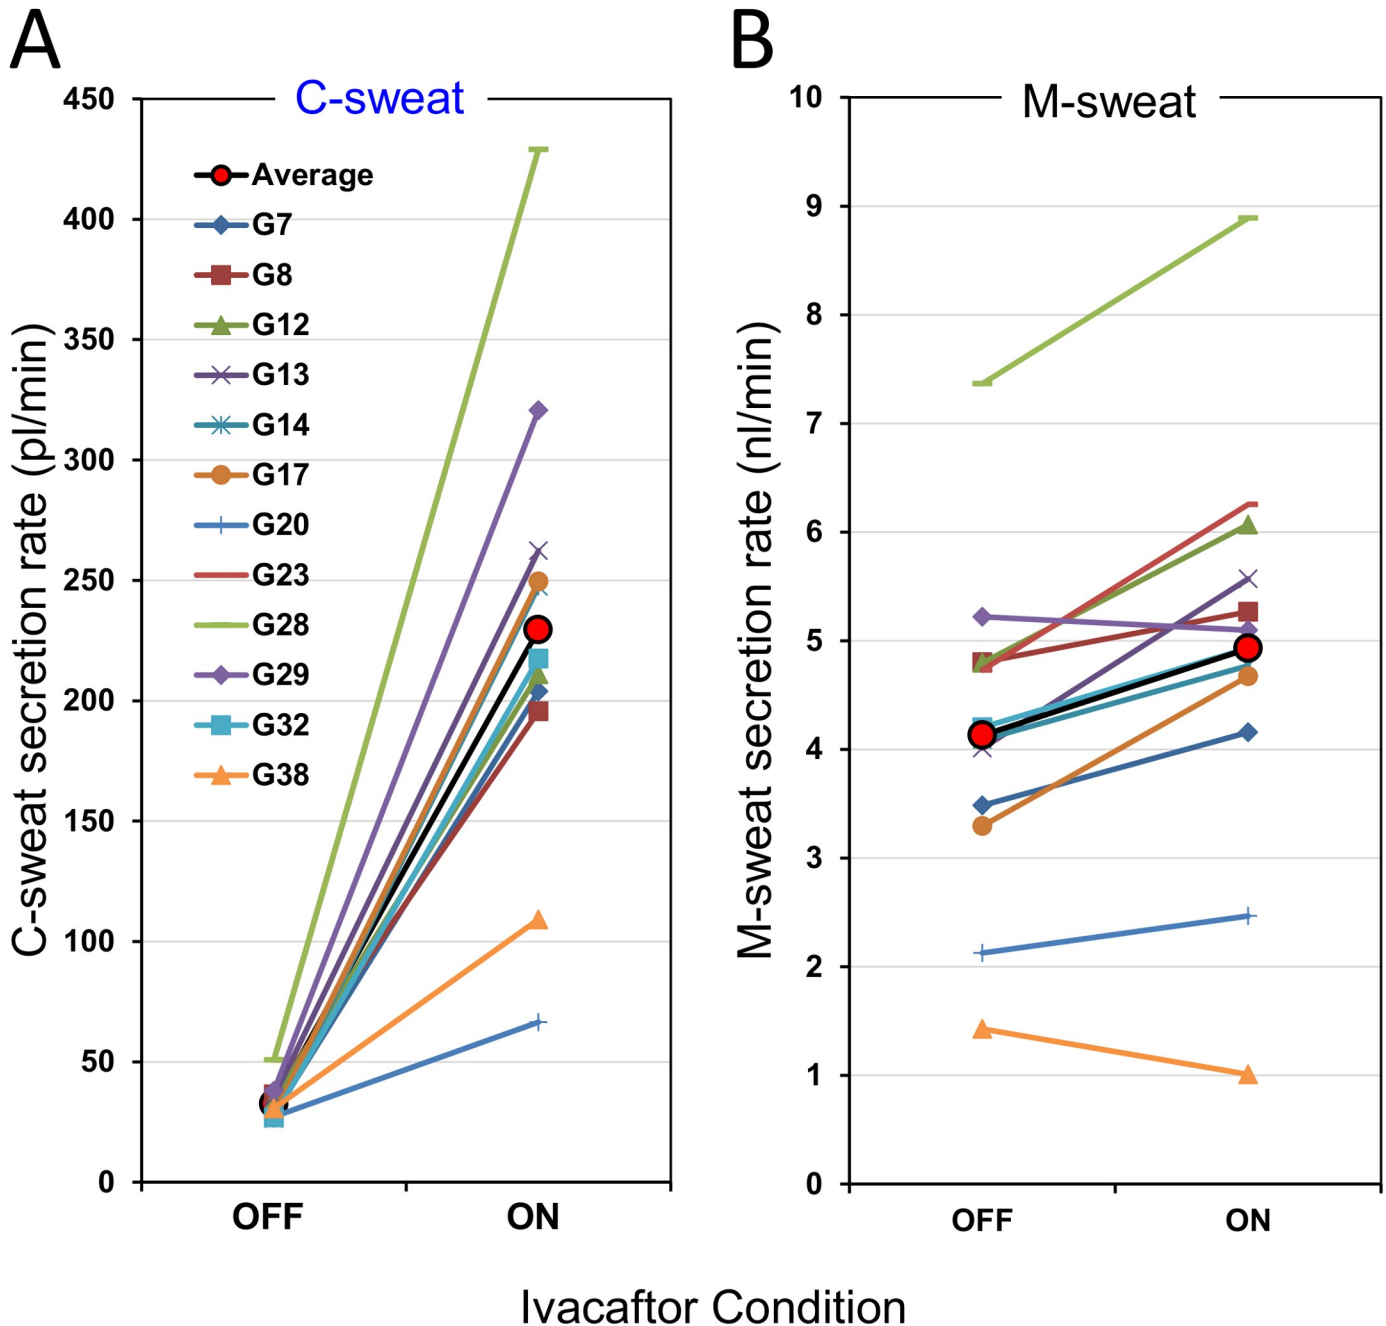 A
C-sweat
C-sweat secretion rate (pl/min)
450
400
350
300
250
200
150
100
50
0
Average
G7
G8
G12
G13
G14
G17
G20
G23
G28
G29
G32
G38
OFF ON
B
M-sweat
M-sweat secretion rate (nl/min)
10
9
8
7
6
5
4
3
2
1
0
OFF ON
Ivacaftor Condition